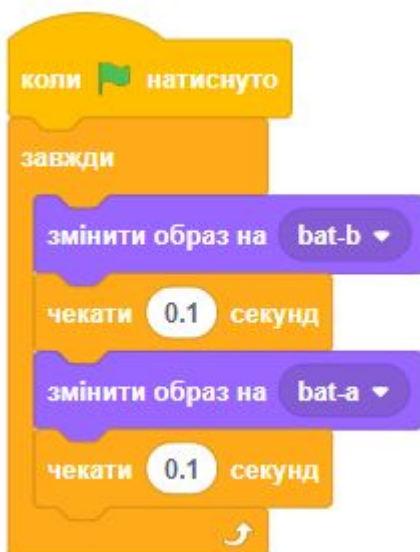 коли натиснуто
завжди
змінити образ на bat-b
чекати 0.1 секунд
змінити образ на bat-a
чекати 0.1 секунд